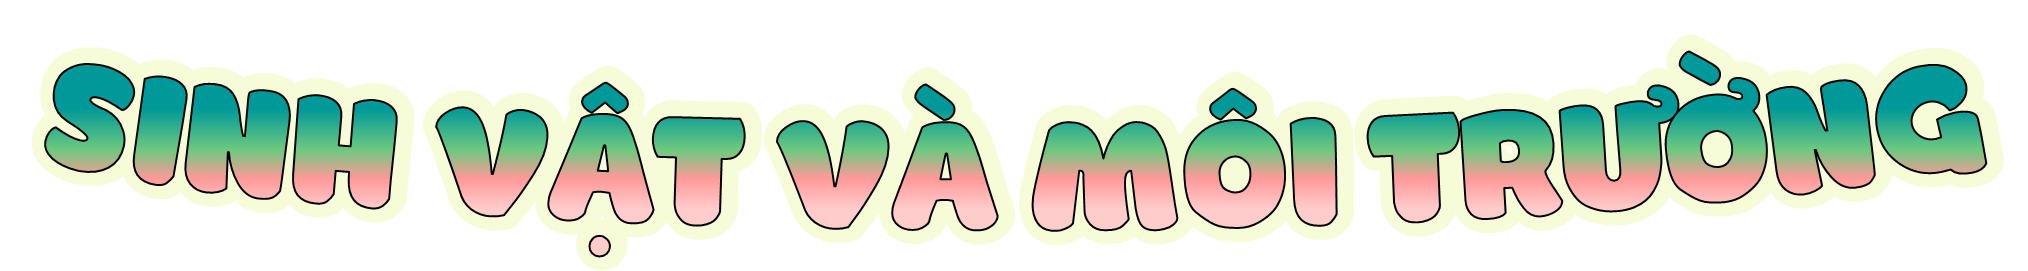 SINH VẬT VÀ MÔI TRƯỜNG